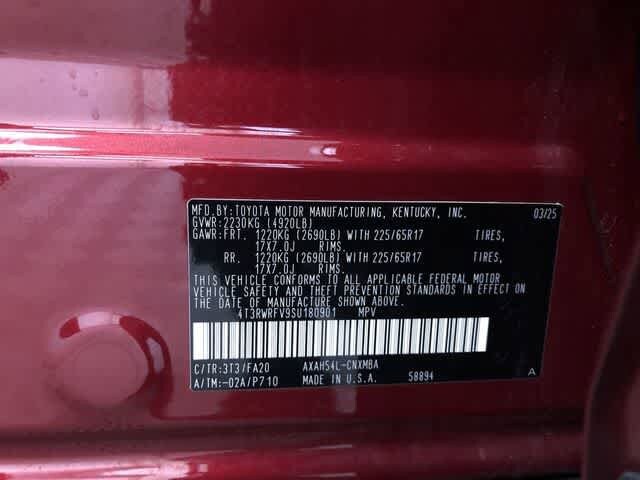 MFD.BY:TOYOTA MOTOR MANUFACTURING, KENTUCKY, INC. 03/25
GVWR:2230KG (4920LB)
GAWR:FRT. 1220KG (2690LB) WITH 225/65R17 TIRES,
17X7.0J RIMS.
RR. 1220KG (2690LB) WITH 225/65R17 TIRES,
17X7.0J RIMS.
THIS VEHICLE CONFORMS TO ALL APPLICABLE FEDERAL MOTOR
VEHICLE SAFETY AND THEFT PREVENTION STANDARDS IN EFFECT ON
THE DATE OF MANUFACTURE SHOWN ABOVE.
4T3RWRFV9SU180901 MPV
C/TR:3T3/FA20 AXAH54L-CNXMBA
A/TM:-02A/P710 MADE IN U.S.A. 58894 A